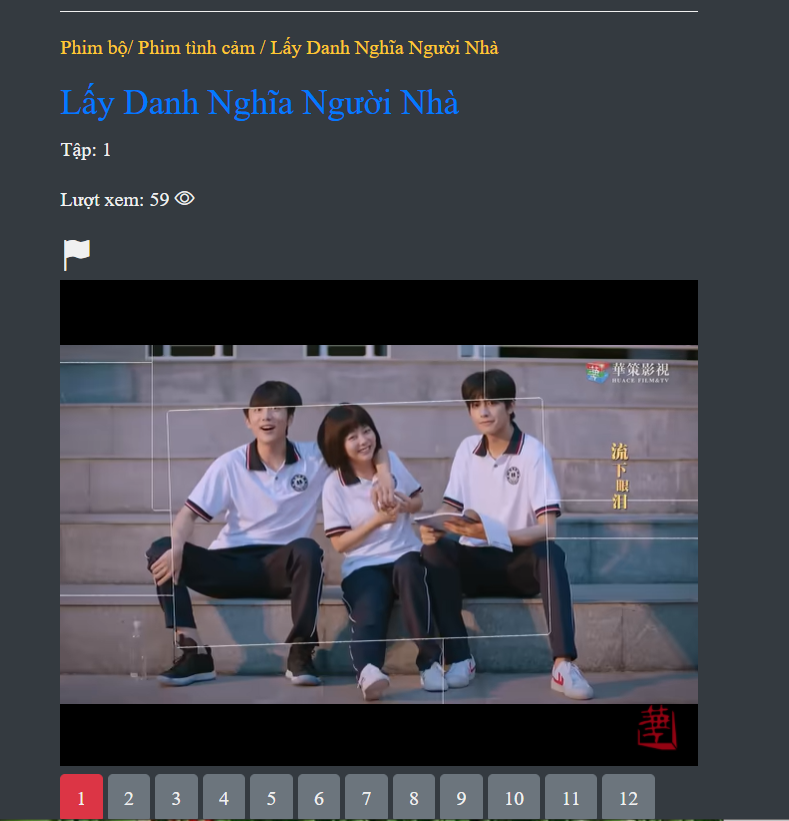 Phim bộ/ Phim tình cảm / Lấy Danh Nghĩa Người Nhà
Lấy Danh Nghĩa Người Nhà
Tập: 1
Lượt xem: 59
華策影視
HUACE FILM&TV
流下眼泪
1 2 3 4 5 6 7 8 9 10 11 12